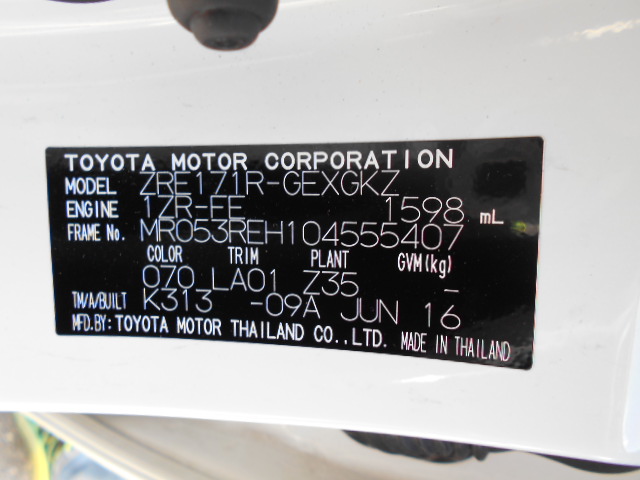 TOYOTA MOTOR CORPORATION
MODEL ZRE171R-GEXGKZ
ENGINE 1ZR-FE 1598 mL
FRAME No. MR053REH104555407
COLOR TRIM PLANT GVM(kg)
070 LA01 Z35 -
TM/A/BUILT K313 -09A JUN 16
MFD.BY: TOYOTA MOTOR THAILAND CO.,LTD. MADE IN THAILAND